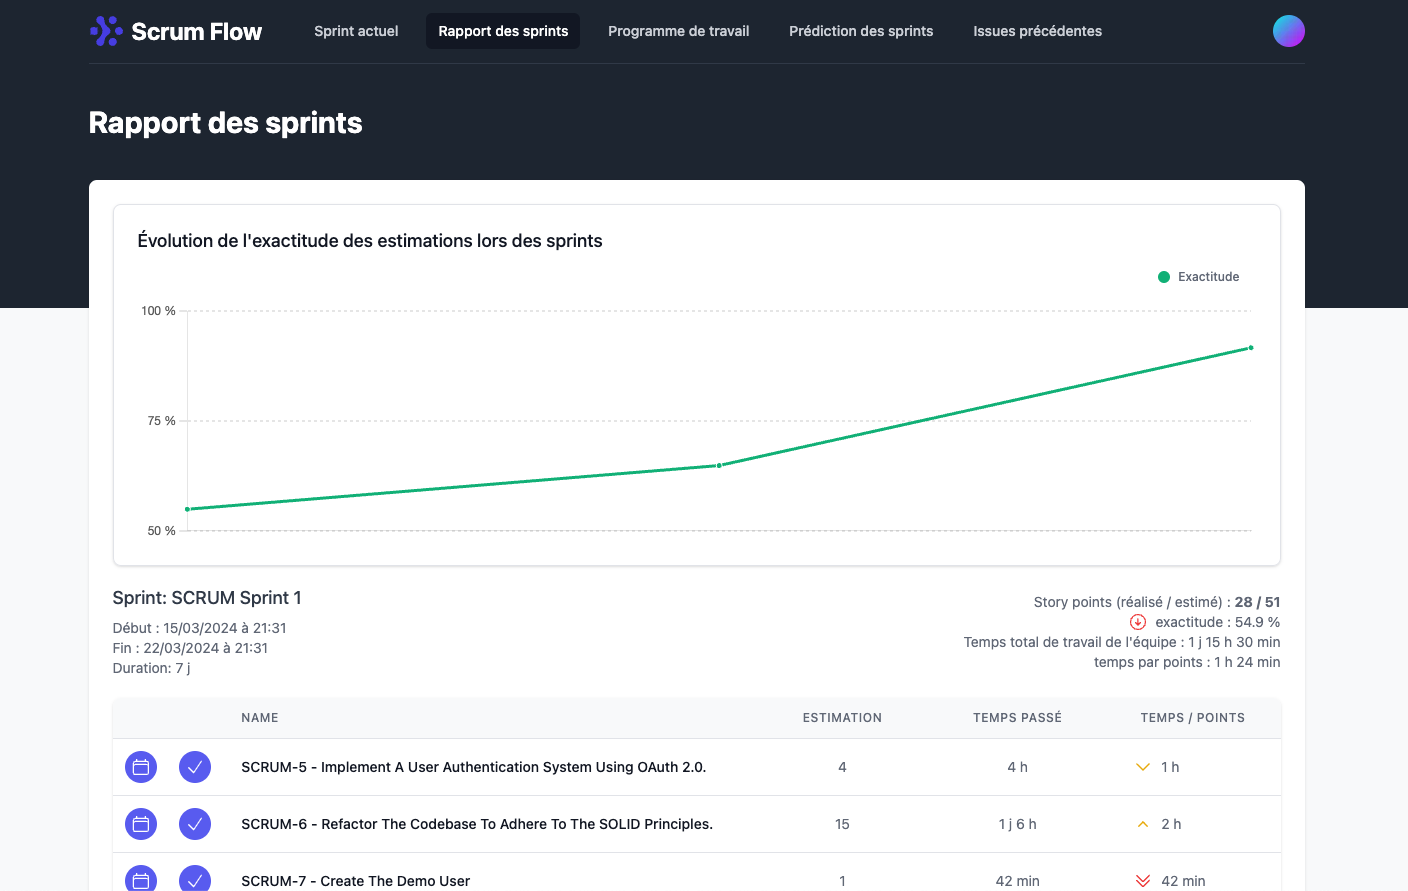 Scrum Flow
Sprint actuel
Rapport des sprints
Programme de travail
Prédiction des sprints
Issues précédentes
Rapport des sprints
Évolution de l'exactitude des estimations lors des sprints
Exactitude
100 %
75 %
50 %
Sprint: SCRUM Sprint 1
Début : 15/03/2024 à 21:31
Fin : 22/03/2024 à 21:31
Duration: 7 j
Story points (réalisé / estimé) : 28 / 51
exactitude : 54.9 %
Temps total de travail de l'équipe : 1 j 15 h 30 min
temps par points : 1 h 24 min
NAME ESTIMATION TEMPS PASSÉ TEMPS / POINTS
SCRUM-5 - Implement A User Authentication System Using OAuth 2.0. 4 4 h 1 h
SCRUM-6 - Refactor The Codebase To Adhere To The SOLID Principles. 15 1 j 6 h 2 h
SCRUM-7 - Create The Demo User 1 42 min 42 min